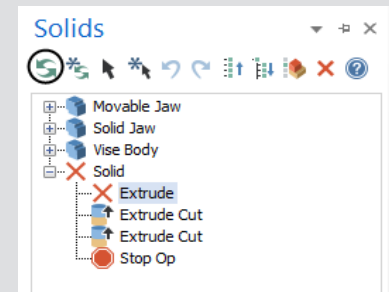 Solids
Movable Jaw
Solid Jaw
Vise Body
Solid
Extrude
Extrude Cut
Extrude Cut
Stop Op